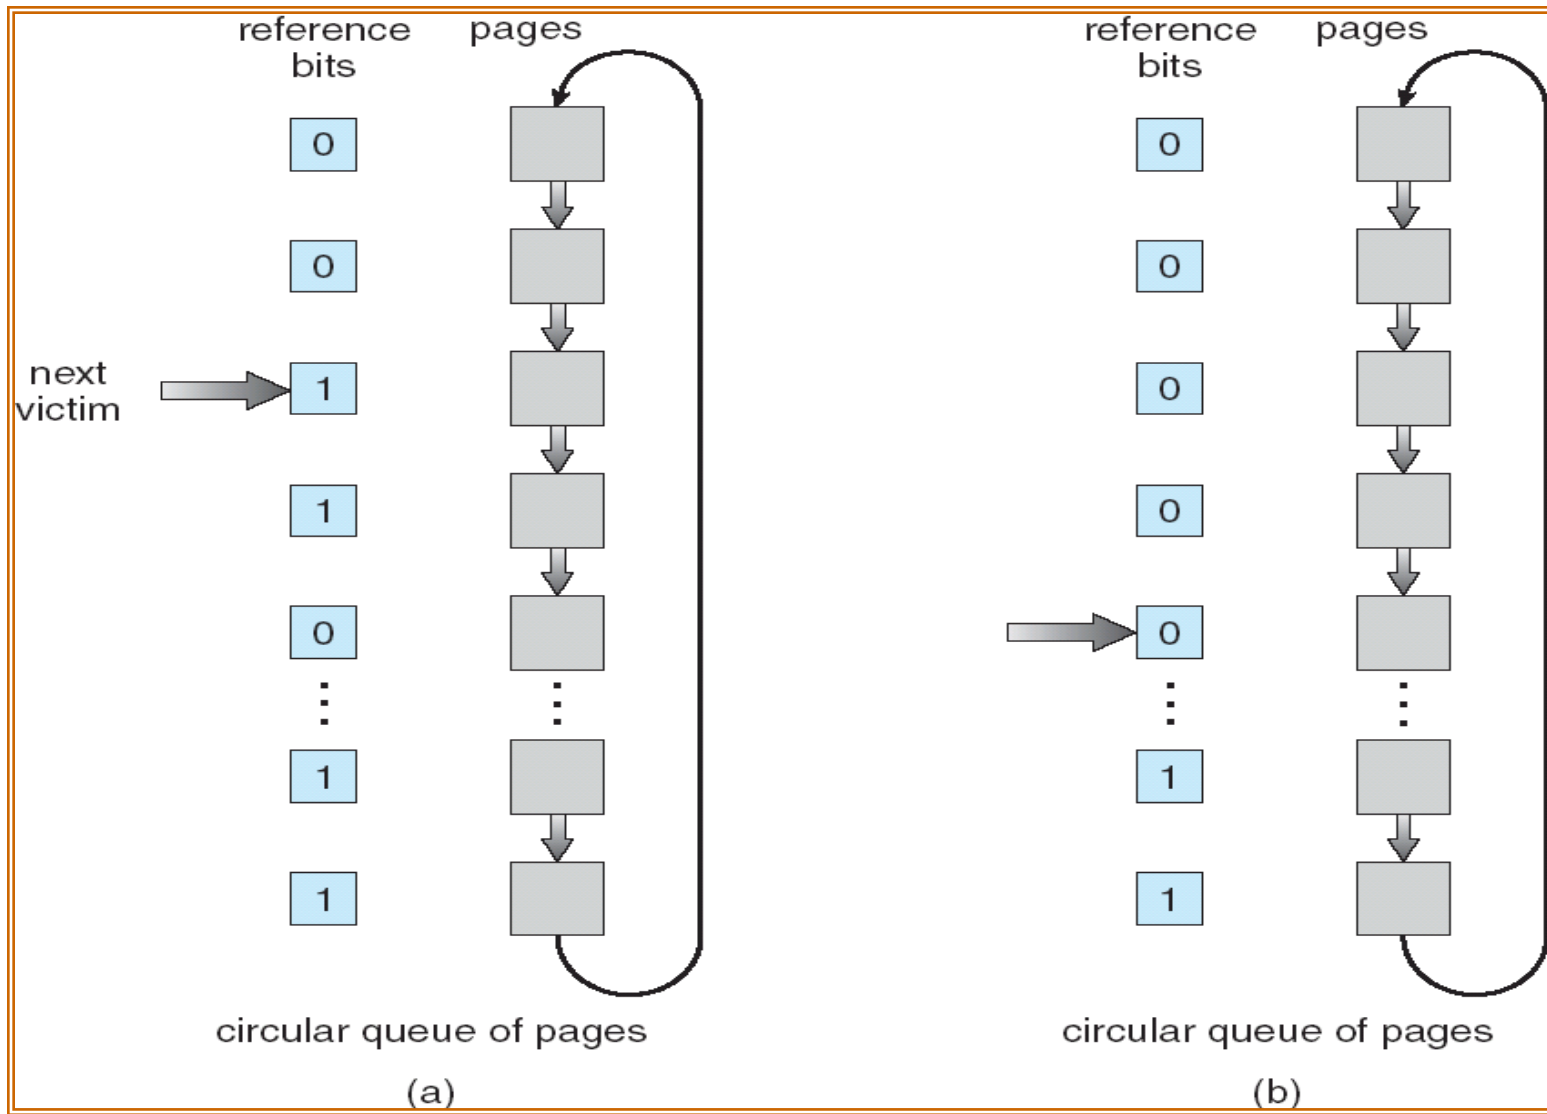 reference bits
pages
0
0
next victim
1
1
0
1
1
circular queue of pages
(a)
reference bits
pages
0
0
0
0
0
1
1
circular queue of pages
(b)